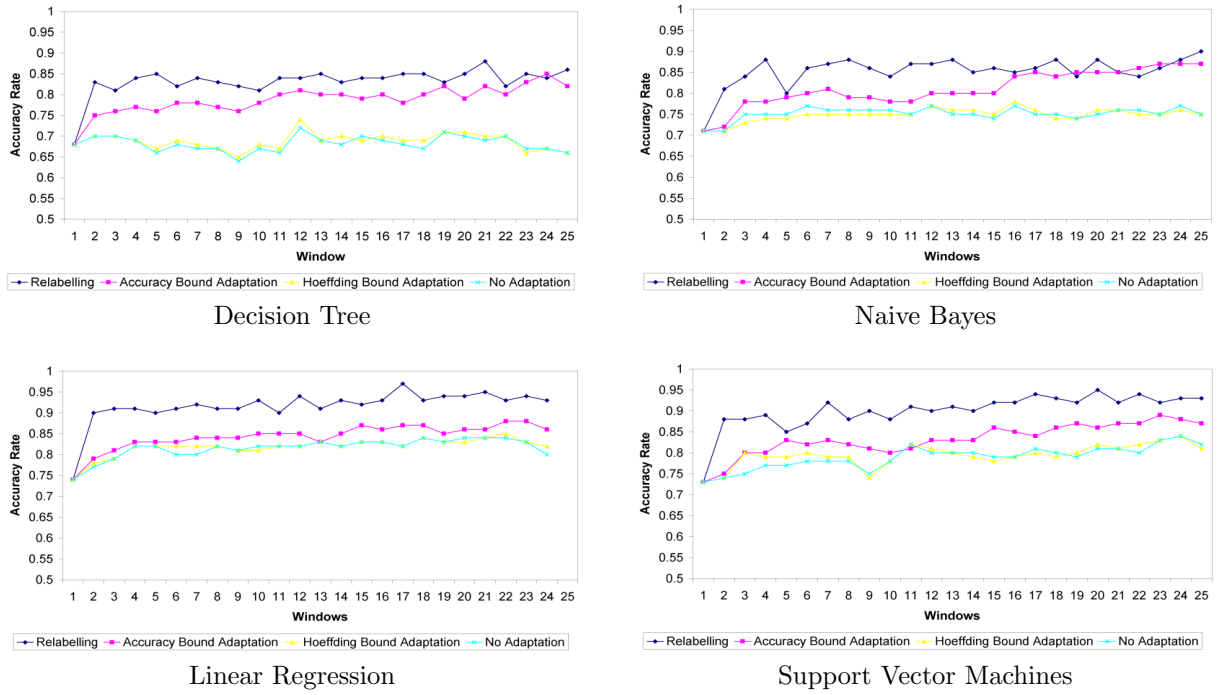 1
0.95
0.9
0.85
0.8
0.75
0.7
0.65
0.6
0.55
0.5
Accuracy Rate
1 2 3 4 5 6 7 8 9 10 11 12 13 14 15 16 17 18 19 20 21 22 23 24 25
Window
Relabelling Accuracy Bound Adaptation Hoeffding Bound Adaptation No Adaptation
Decision Tree
1
0.95
0.9
0.85
0.8
0.75
0.7
0.65
0.6
0.55
0.5
Accuracy Rate
1 2 3 4 5 6 7 8 9 10 11 12 13 14 15 16 17 18 19 20 21 22 23 24 25
Windows
Relabelling Accuracy Bound Adaptation Hoeffding Bound Adaptation No Adaptation
Naive Bayes
1
0.95
0.9
0.85
0.8
0.75
0.7
0.65
0.6
0.55
0.5
Accuracy Rate
1 2 3 4 5 6 7 8 9 10 11 12 13 14 15 16 17 18 19 20 21 22 23 24 25
Windows
Relabelling Accuracy Bound Adaptation Hoeffding Bound Adaptation No Adaptation
Linear Regression
1
0.95
0.9
0.85
0.8
0.75
0.7
0.65
0.6
0.55
0.5
Accuracy Rate
1 2 3 4 5 6 7 8 9 10 11 12 13 14 15 16 17 18 19 20 21 22 23 24 25
Windows
Relabelling Accuracy Bound Adaptation Hoeffding Bound Adaptation No Adaptation
Support Vector Machines